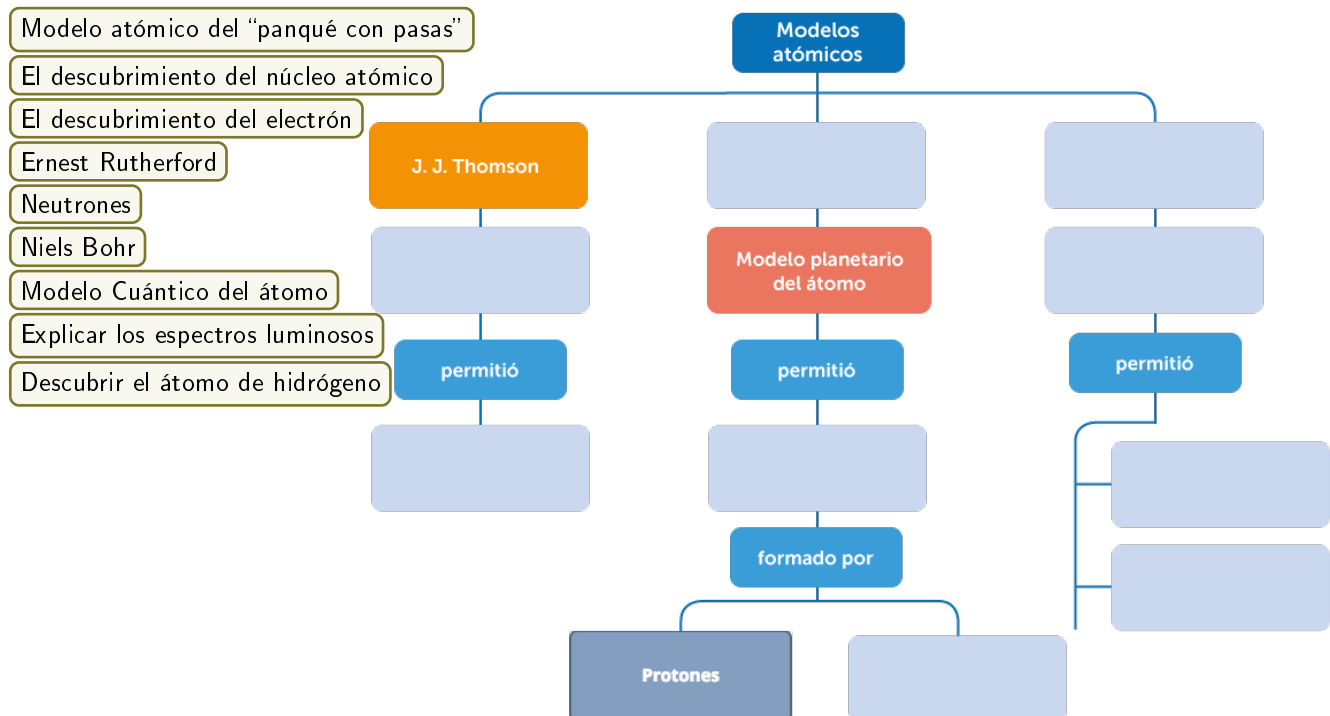 Modelo atómico del “panqué con pasas”
El descubrimiento del núcleo atómico
El descubrimiento del electrón
Ernest Rutherford
Neutrones
Niels Bohr
Modelo Cuántico del átomo
Explicar los espectros luminosos
Descubrir el átomo de hidrógeno
Modelos
atómicos
J. J. Thomson
Modelo planetario
del átomo
permitió
permitió
permitió
formado por
Protones